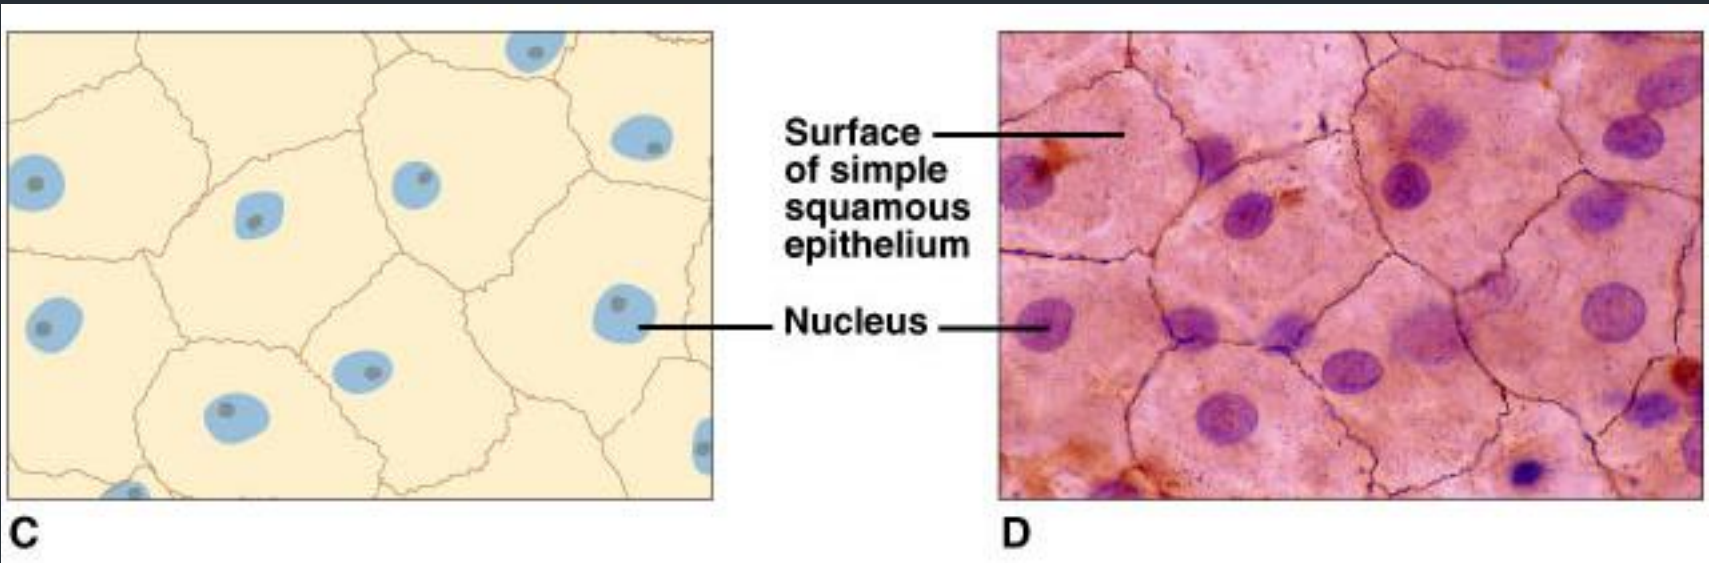 Surface
of simple
squamous
epithelium
Nucleus
C
D